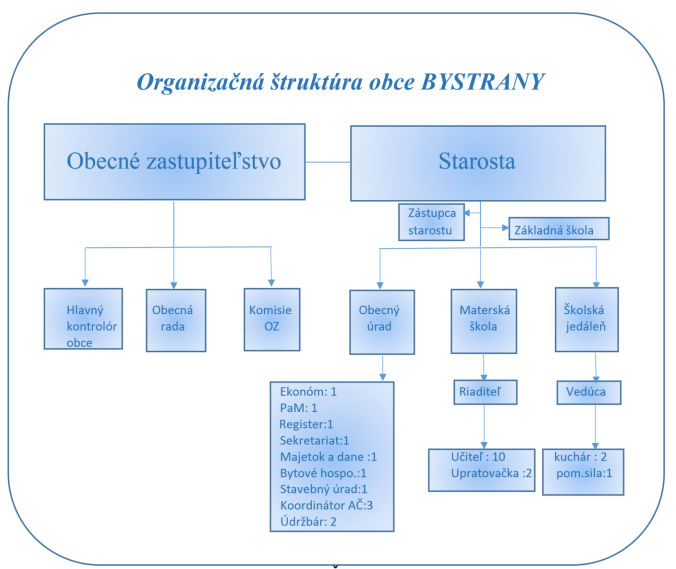 Organizačná štruktúra obce BYSTRANY
Obecné zastupiteľstvo
Starosta
Zástupca
starostu
Základná škola
Hlavný
kontrolór
obce
Obecná
rada
Komisie
OZ
Obecný
úrad
Materská
škola
Školská
jedáleň
Ekonóm: 1
PaM: 1
Register:1
Sekretariat:1
Majetok a dane :1
Bytové hospo.:1
Stavebný úrad:1
Koordinátor AČ:3
Údržbár: 2
Riaditeľ
Učiteľ : 10
Upratovačka :2
Vedúca
kuchár : 2
pom.sila:1